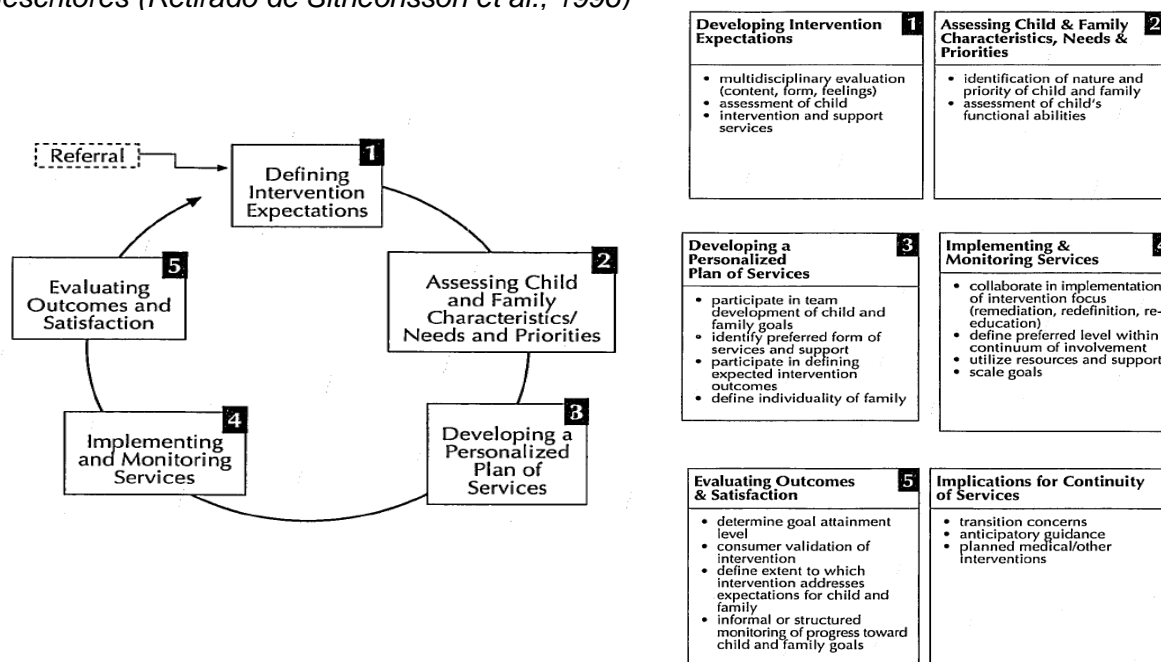 (Retirado de Simeonsson et al., 1996)
Referral
1
Defining
Intervention
Expectations
2
Assessing Child
and Family
Characteristics/
Needs and Priorities
3
Developing a
Personalized
Plan of
Services
4
Implementing
and Monitoring
Services
5
Evaluating
Outcomes and
Satisfaction
Developing Intervention
Expectations
1
• multidisciplinary evaluation
(content, form, feelings)
• assessment of child
• intervention and support
services
Assessing Child & Family
Characteristics, Needs &
Priorities
2
• identification of nature and
priority of child and family
• assessment of child's
functional abilities
Developing a
Personalized
Plan of Services
3
• participate in team
development of child and
family goals
• identify preferred form of
services and support
• participate in defining
expected intervention
outcomes
• define individuality of family
Implementing &
Monitoring Services
4
• collaborate in implementation
of intervention focus
(remediation, redefinition, re-
education)
• define preferred level within
continuum of involvement
• utilize resources and support
• scale goals
Evaluating Outcomes
& Satisfaction
5
• determine goal attainment
level
• consumer validation of
intervention
• define extent to which
intervention addresses
expectations for child and
family
• informal or structured
monitoring of progress toward
child and family goals
Implications for Continuity
of Services
• transition concerns
• anticipatory guidance
• planned medical/other
interventions